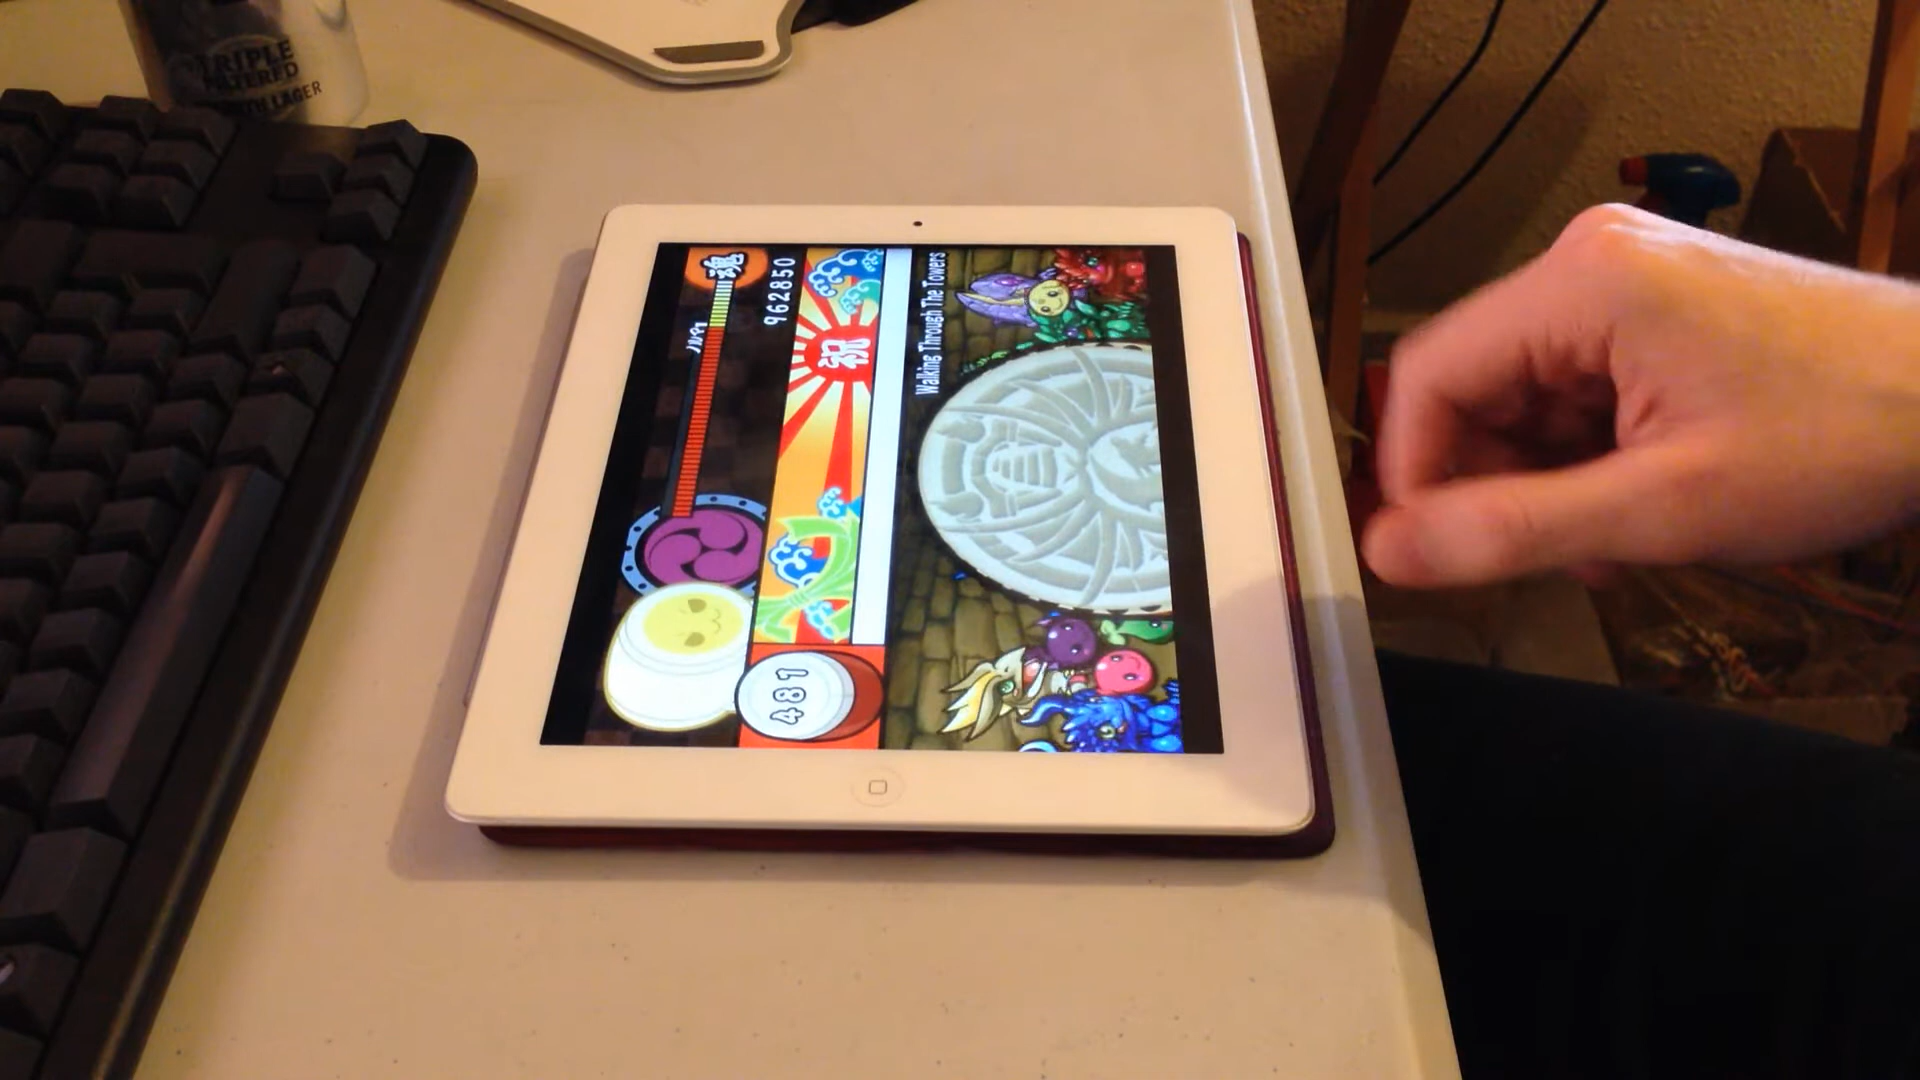 TRIPLE
FILTERED
LAGER
魂
ノルマ
962850
祝
481
Walking Through The Towers